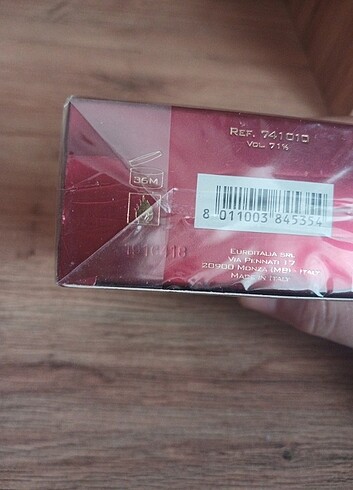 REF. 741010
VOL. 71%
36M
8 011003 845354
EUROITALIA SRL
VIA PENNATI 17
20900 MONZA (MB) - ITALY
MADE IN ITALY